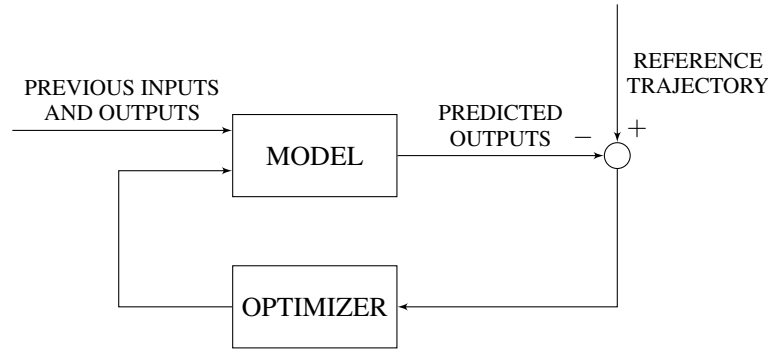 REFERENCE
TRAJECTORY
PREVIOUS INPUTS
AND OUTPUTS
PREDICTED
OUTPUTS
−
+
MODEL
OPTIMIZER